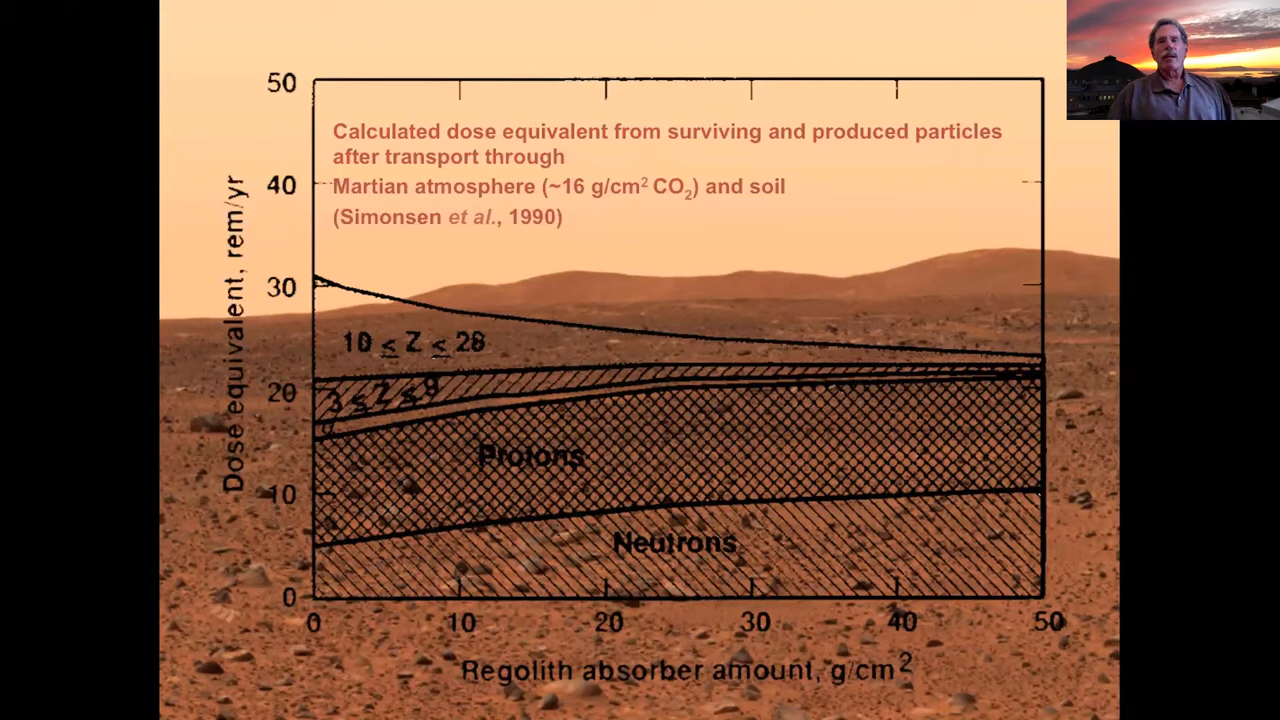 50
Calculated dose equivalent from surviving and produced particles
after transport through
40
Martian atmosphere (~16 g/cm² CO₂) and soil
(Simonsen et al., 1990)
Dose equivalent, rem/yr
30
10 ≤ Z ≤ 28
20
3 ≤ Z ≤ 9
Protons
10
Neutrons
0
0 10 20 30 40 50
Regolith absorber amount, g/cm²